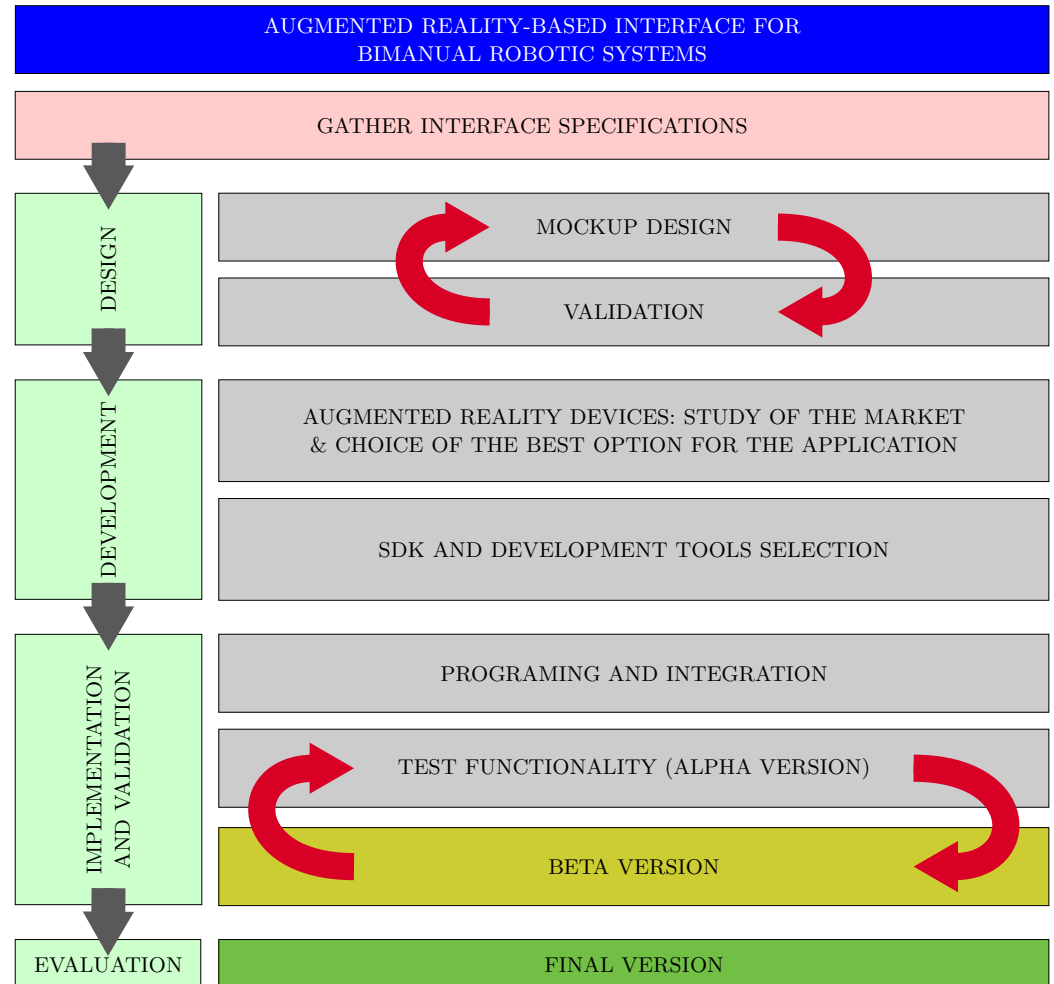 AUGMENTED REALITY-BASED INTERFACE FOR
BIMANUAL ROBOTIC SYSTEMS
GATHER INTERFACE SPECIFICATIONS
DESIGN
MOCKUP DESIGN
VALIDATION
DEVELOPMENT
AUGMENTED REALITY DEVICES: STUDY OF THE MARKET
& CHOICE OF THE BEST OPTION FOR THE APPLICATION
SDK AND DEVELOPMENT TOOLS SELECTION
IMPLEMENTATION
AND VALIDATION
PROGRAMING AND INTEGRATION
TEST FUNCTIONALITY (ALPHA VERSION)
BETA VERSION
EVALUATION
FINAL VERSION